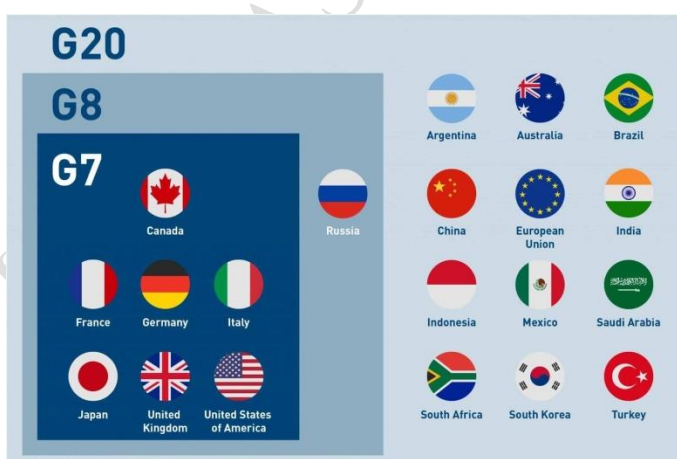 G20
G8
G7
Canada
Russia
France
Germany
Italy
Japan
United
Kingdom
United States
of America
Argentina
Australia
Brazil
China
European
Union
India
Indonesia
Mexico
Saudi Arabia
South Africa
South Korea
Turkey